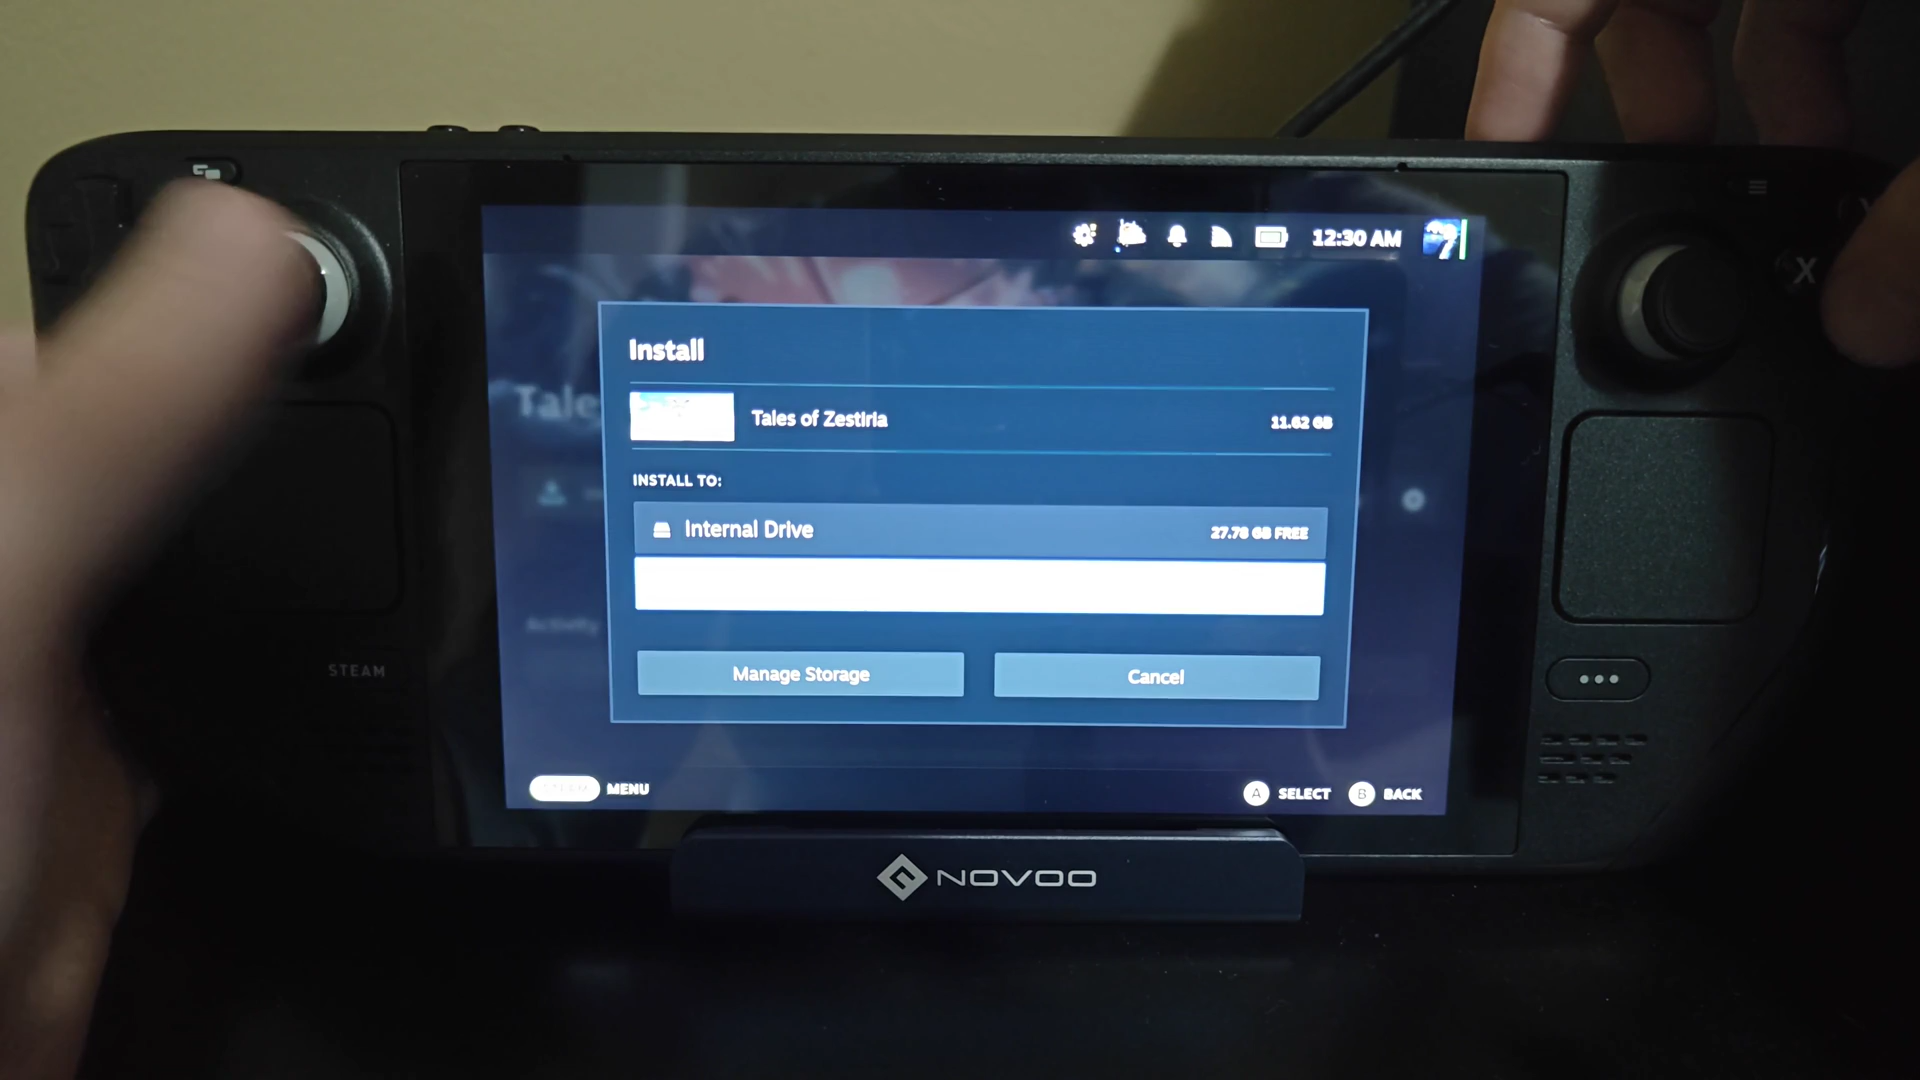 12:30 AM
X
Install
Tales of Zestiria
11.62 GB
INSTALL TO:
Internal Drive
27.78 GB FREE
Activity
Manage Storage
Cancel
STEAM
MENU
A SELECT
B BACK
NOVOO